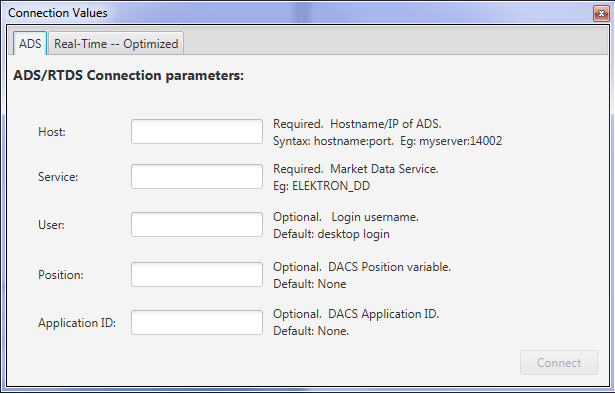 Connection Values
ADS
Real-Time -- Optimized
ADS/RTDS Connection parameters:
Host:
Required. Hostname/IP of ADS.
Syntax: hostname:port. Eg: myserver:14002
Service:
Required. Market Data Service.
Eg: ELEKTRON_DD
User:
Optional. Login username.
Default: desktop login
Position:
Optional. DACS Position variable.
Default: None
Application ID:
Optional. DACS Application ID.
Default: None.
Connect